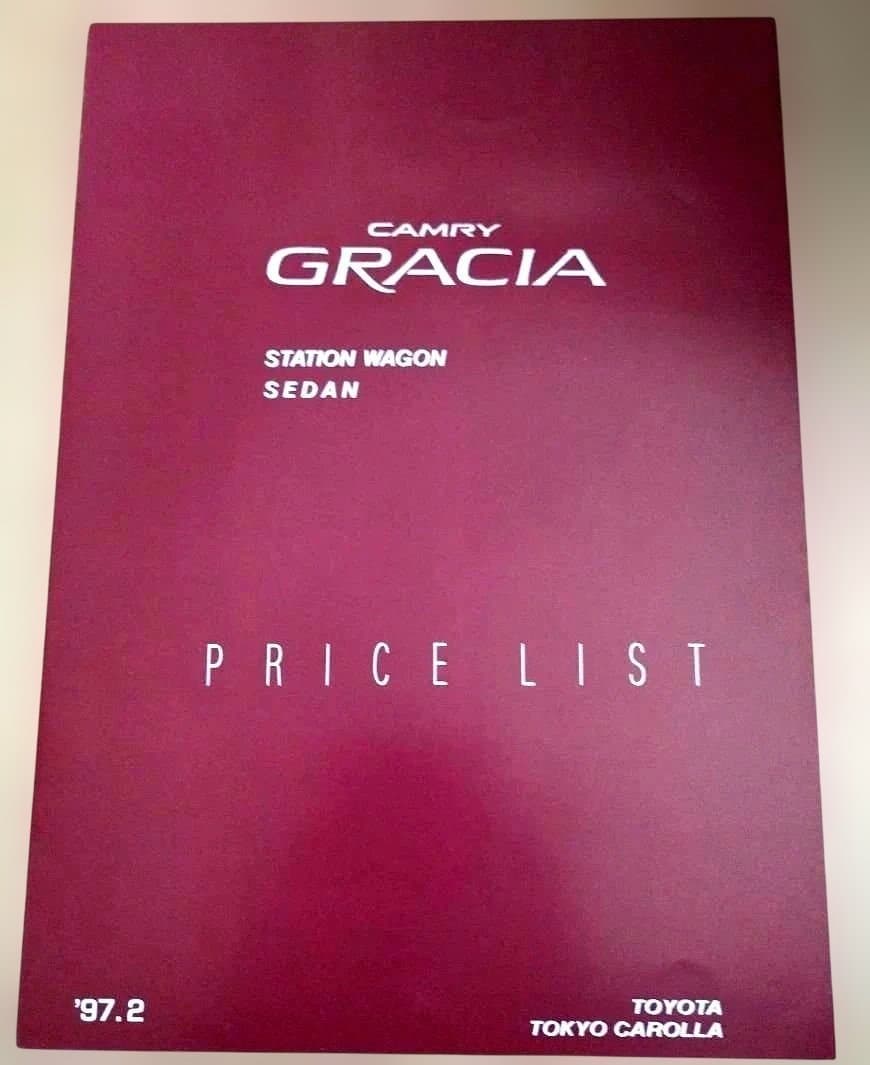 CAMRY
GRACIA
STATION WAGON
SEDAN
PRICE LIST
'97.2
TOYOTA
TOKYO CAROLLA